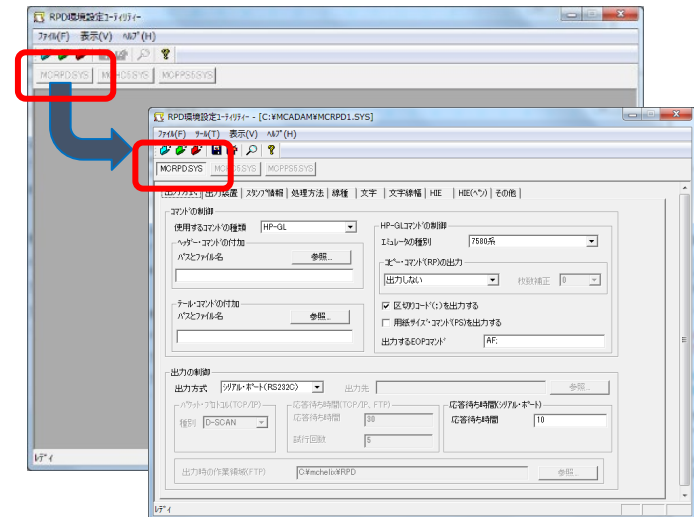 RPD環境設定ﾕｰﾃｨﾘﾃｨｰ
ﾌｧｲﾙ(F) 表示(V) ﾍﾙﾌﾟ(H)
MCRPD.SYS MCHC5SYS MCPPS5SYS
ﾚﾃﾞｨ
RPD環境設定ﾕｰﾃｨﾘﾃｨｰ - [C:¥MCADAM¥MCRPD1.SYS]
ﾌｧｲﾙ(F) ﾂｰﾙ(T) 表示(V) ﾍﾙﾌﾟ(H)
MCRPD.SYS MCPPS5SYS
出力方式 出力装置 ｽﾀﾝﾌﾟ情報 処理方法 線種 文字 文字線幅 HIE HIE(ﾍﾟﾝ) その他
ｺﾏﾝﾄﾞの制御
使用するｺﾏﾝﾄﾞの種類 HP-GL
ﾍｯﾀﾞｰ･ｺﾏﾝﾄﾞの付加
ﾊﾟｽとﾌｧｲﾙ名 参照...
ﾃｰﾙ･ｺﾏﾝﾄﾞの付加
ﾊﾟｽとﾌｧｲﾙ名 参照...
HP-GLｺﾏﾝﾄﾞの制御
ｴﾐｭﾚｰﾀの種別 7580系
ｺﾋﾟｰ･ｺﾏﾝﾄﾞ(RP)の出力
出力しない 枚数補正 0
区切りｺｰﾄﾞ(;)を出力する
用紙ｻｲｽﾞ･ｺﾏﾝﾄﾞ(PS)を出力する
出力するEOPｺﾏﾝﾄﾞ AF;
出力の制御
出力方式 ｼﾘｱﾙ･ﾎﾟｰﾄ(RS232C) 出力先 参照...
ﾊﾟｹｯﾄ･ﾌﾟﾛﾄｺﾙ(TCP/IP)
種別 D-SCAN
応答待ち時間(TCP/IP, FTP)
応答待ち時間 30
試行回数 5
応答待ち時間(ｼﾘｱﾙ･ﾎﾟｰﾄ)
応答待ち時間 10
出力時の作業領域(FTP) C:¥mchelix¥RPD 参照...
ﾚﾃﾞｨ